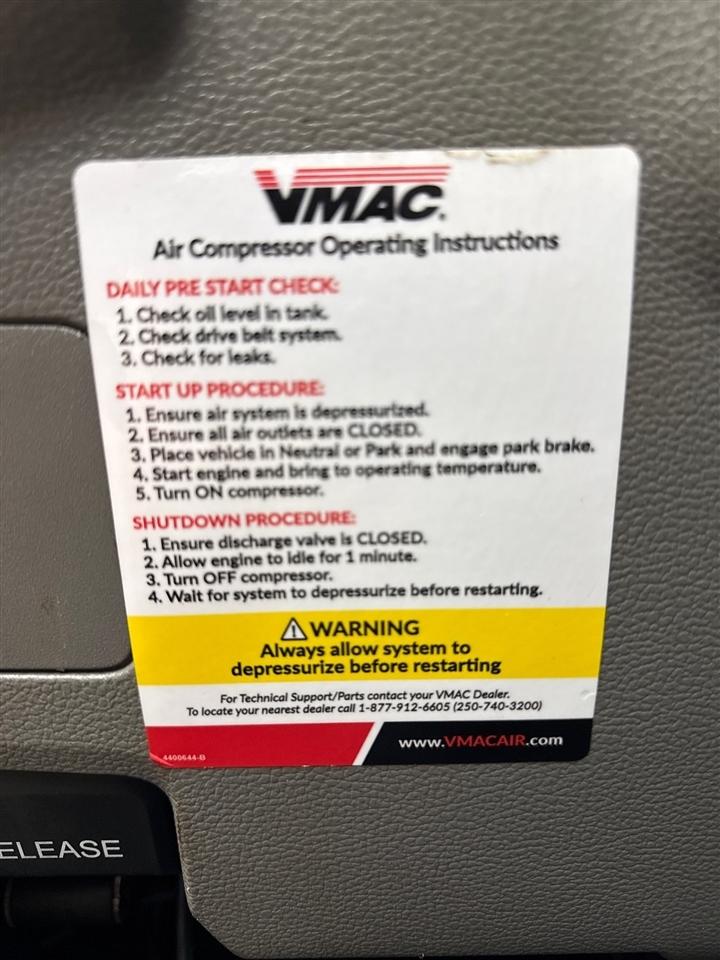 VMAC
Air Compressor Operating Instructions
DAILY PRE START CHECK:
1. Check oil level in tank.
2. Check drive belt system.
3. Check for leaks.
START UP PROCEDURE:
1. Ensure air system is depressurized.
2. Ensure all air outlets are CLOSED.
3. Place vehicle in Neutral or Park and engage park brake.
4. Start engine and bring to operating temperature.
5. Turn ON compressor.
SHUTDOWN PROCEDURE:
1. Ensure discharge valve is CLOSED.
2. Allow engine to idle for 1 minute.
3. Turn OFF compressor.
4. Wait for system to depressurize before restarting.
WARNING
Always allow system to
depressurize before restarting
For Technical Support/Parts contact your VMAC Dealer.
To locate your nearest dealer call 1-877-912-6605 (250-740-3200)
4400644-B
www.VMACAIR.com
ELEASE